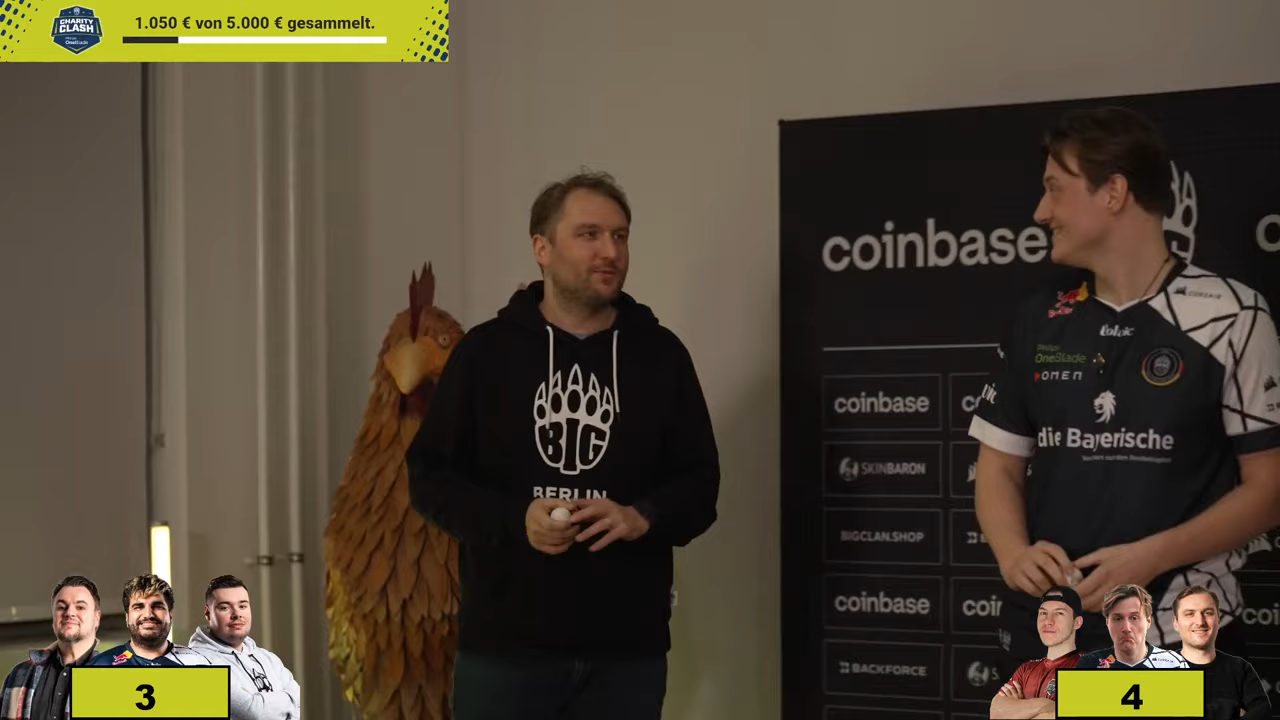 CHARITY
CLASH
OneBlade
1.050 € von 5.000 € gesammelt.
coinbase
CORSAIR
OneBlade
OMEN
die Bayerische
BIG
BERLIN
coinbase
SKINBARON
BIGCLAN.SHOP
coinbase
coin
BACKFORCE
3
4